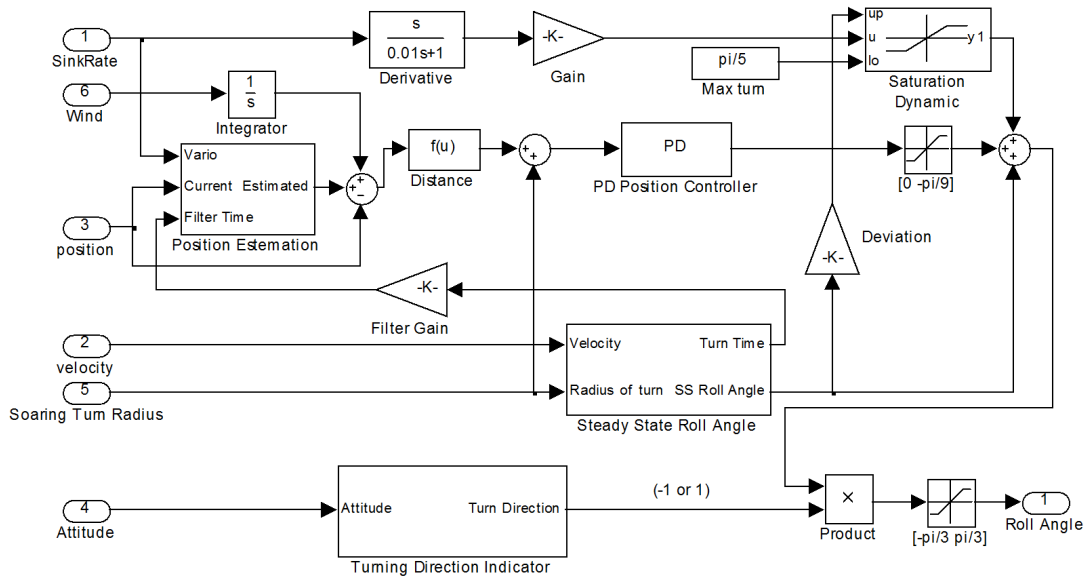 1
SinkRate
s
0.01s+1
Derivative
-K-
Gain
pi/5
Max turn
up
u
lo
y1
Saturation
Dynamic
6
Wind
1
s
Integrator
Vario
Current Estimated
Filter Time
Position Estemation
+
+
−
f(u)
Distance
+
+
PD
PD Position Controller
[0 -pi/9]
+
+
+
3
position
-K-
Deviation
-K-
Filter Gain
2
velocity
5
Soaring Turn Radius
Velocity Turn Time
Radius of turn SS Roll Angle
Steady State Roll Angle
4
Attitude
Attitude Turn Direction
Turning Direction Indicator
(-1 or 1)
×
Product
[-pi/3 pi/3]
1
Roll Angle